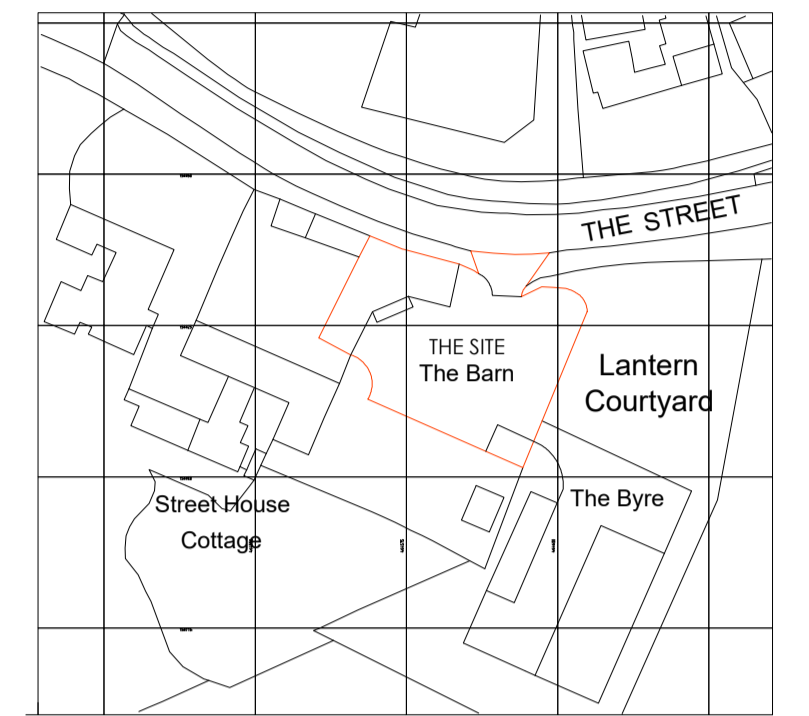 THE STREET
THE SITE
The Barn
Lantern
Courtyard
Street House
Cottage
The Byre